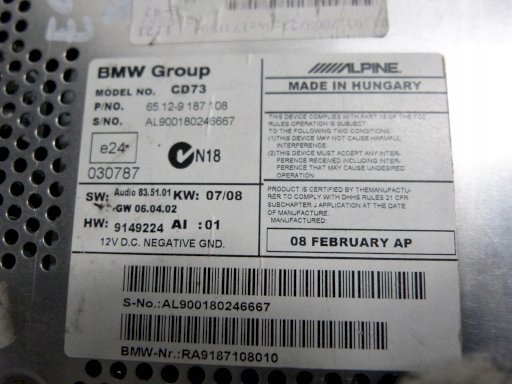 BMW Group
MODEL NO. CD73
P/NO. 65.12-9 187 108
S/NO. AL900180246667
e24
030787
N18
SW: Audio 83.51.01 KW: 07/08
GW 06.04.02
HW: 9149224 AI :01
12V D.C. NEGATIVE GND.
ALPINE
MADE IN HUNGARY
THIS DEVICE COMPLIES WITH PART 15 OF THE FCC
RULES OPERATION IS SUBJECT
TO THE FOLLOWING TWO CONDITIONS.
(1)THIS DEVICE MAY NOT CAUSE HARMFUL
INTERFERENCE.
(2)THIS DEVICE MUST ACCEPT ANY INTER-
FERENCE RECEIVED INCLUDING INTER-
FERENCE THAT MAY CAUSE UNDESIRED
OPERATION
PRODUCT IS CERTIFIED BY THEMANUFACTU-
RER TO COMPLY WITH DHHS RULES 21 CFR
SUBCHAPTER J APPLICATION AT THE DATE
OF MANUFACTURE.
MANUFACTURED:
08 FEBRUARY AP
S-No.:AL900180246667
BMW-Nr.:RA9187108010